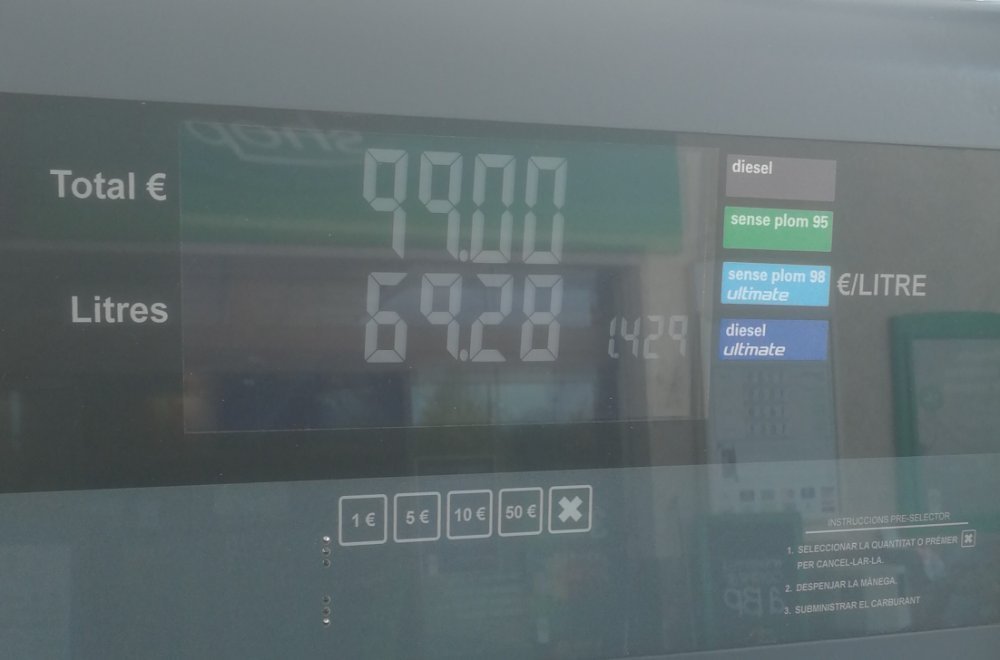 Total €
99.00
Litres
69.28
1.429
diesel
sense plom 95
sense plom 98
ultimate
diesel
ultimate
€/LITRE
1 €
5 €
10 €
50 €
INSTRUCCIONS PRE-SELECTOR
1. SELECCIONAR LA QUANTITAT O PRÉMER
PER CANCEL-LAR-LA.
2. DESPENJAR LA MÀNEGA.
3. SUBMINISTRAR EL CARBURANT